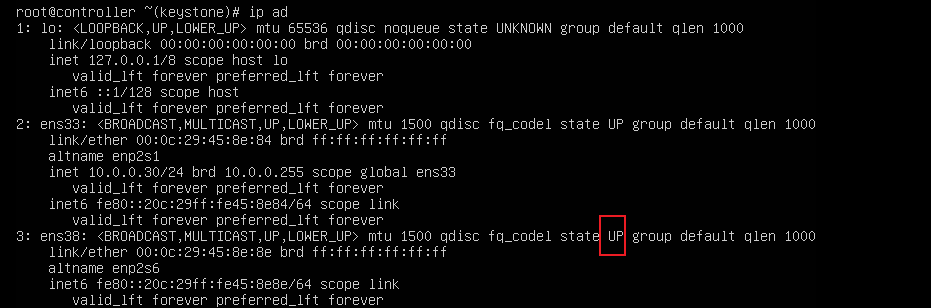 root@controller ~(keystone)# ip ad
1: lo: <LOOPBACK,UP,LOWER_UP> mtu 65536 qdisc noqueue state UNKNOWN group default qlen 1000
link/loopback 00:00:00:00:00:00 brd 00:00:00:00:00:00
inet 127.0.0.1/8 scope host lo
valid_lft forever preferred_lft forever
inet6 ::1/128 scope host
valid_lft forever preferred_lft forever
2: ens33: <BROADCAST,MULTICAST,UP,LOWER_UP> mtu 1500 qdisc fq_codel state UP group default qlen 1000
link/ether 00:0c:29:45:8e:84 brd ff:ff:ff:ff:ff:ff
altname enp2s1
inet 10.0.0.30/24 brd 10.0.0.255 scope global ens33
valid_lft forever preferred_lft forever
inet6 fe80::20c:29ff:fe45:8e84/64 scope link
valid_lft forever preferred_lft forever
3: ens38: <BROADCAST,MULTICAST,UP,LOWER_UP> mtu 1500 qdisc fq_codel state UP group default qlen 1000
link/ether 00:0c:29:45:8e:8e brd ff:ff:ff:ff:ff:ff
altname enp2s6
inet6 fe80::20c:29ff:fe45:8e8e/64 scope link
valid_lft forever preferred_lft forever